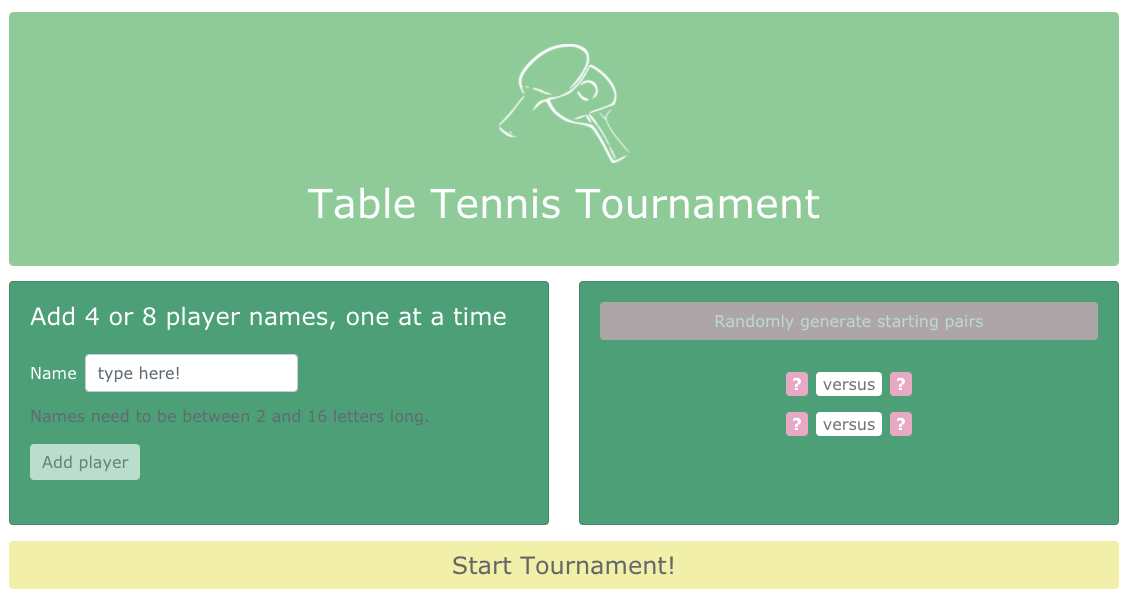 Table Tennis Tournament
Add 4 or 8 player names, one at a time
Name type here!
Names need to be between 2 and 16 letters long.
Add player
Randomly generate starting pairs
? versus ?
? versus ?
Start Tournament!